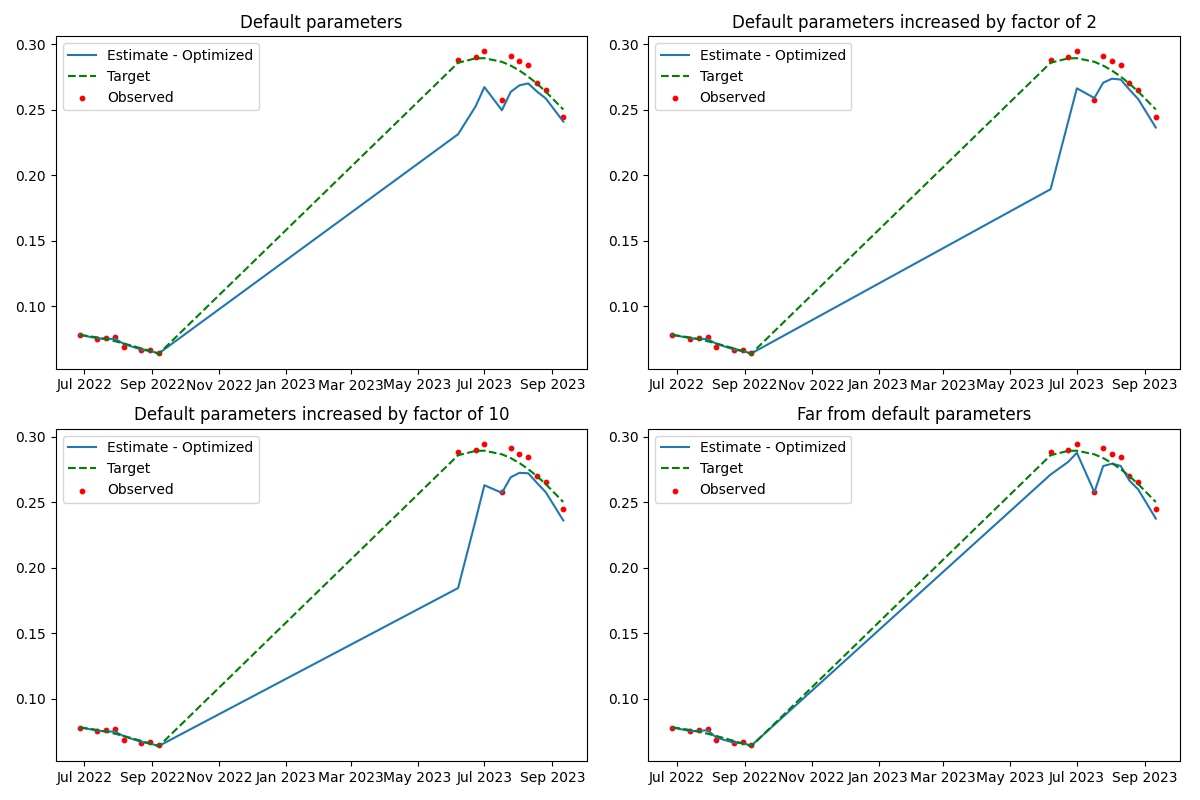 Default parameters
0.30
0.25
0.20
0.15
0.10
Estimate - Optimized
Target
Observed
Jul 2022 Sep 2022 Nov 2022 Jan 2023 Mar 2023 May 2023 Jul 2023 Sep 2023
Default parameters increased by factor of 2
0.30
0.25
0.20
0.15
0.10
Estimate - Optimized
Target
Observed
Jul 2022 Sep 2022 Nov 2022 Jan 2023 Mar 2023 May 2023 Jul 2023 Sep 2023
Default parameters increased by factor of 10
0.30
0.25
0.20
0.15
0.10
Estimate - Optimized
Target
Observed
Jul 2022 Sep 2022 Nov 2022 Jan 2023 Mar 2023 May 2023 Jul 2023 Sep 2023
Far from default parameters
0.30
0.25
0.20
0.15
0.10
Estimate - Optimized
Target
Observed
Jul 2022 Sep 2022 Nov 2022 Jan 2023 Mar 2023 May 2023 Jul 2023 Sep 2023